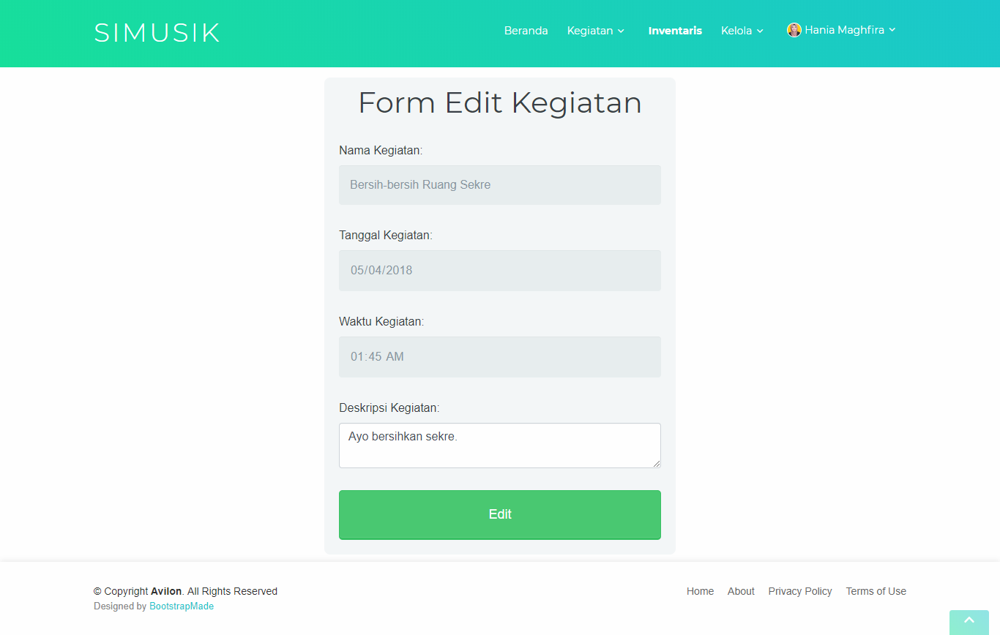 SIMUSIK
Beranda Kegiatan Inventaris Kelola Hania Maghfira
Form Edit Kegiatan
Nama Kegiatan:
Bersih-bersih Ruang Sekre
Tanggal Kegiatan:
05/04/2018
Waktu Kegiatan:
01:45 AM
Deskripsi Kegiatan:
Ayo bersihkan sekre.
Edit
© Copyright Avilon. All Rights Reserved
Home About Privacy Policy Terms of Use
Designed by BootstrapMade